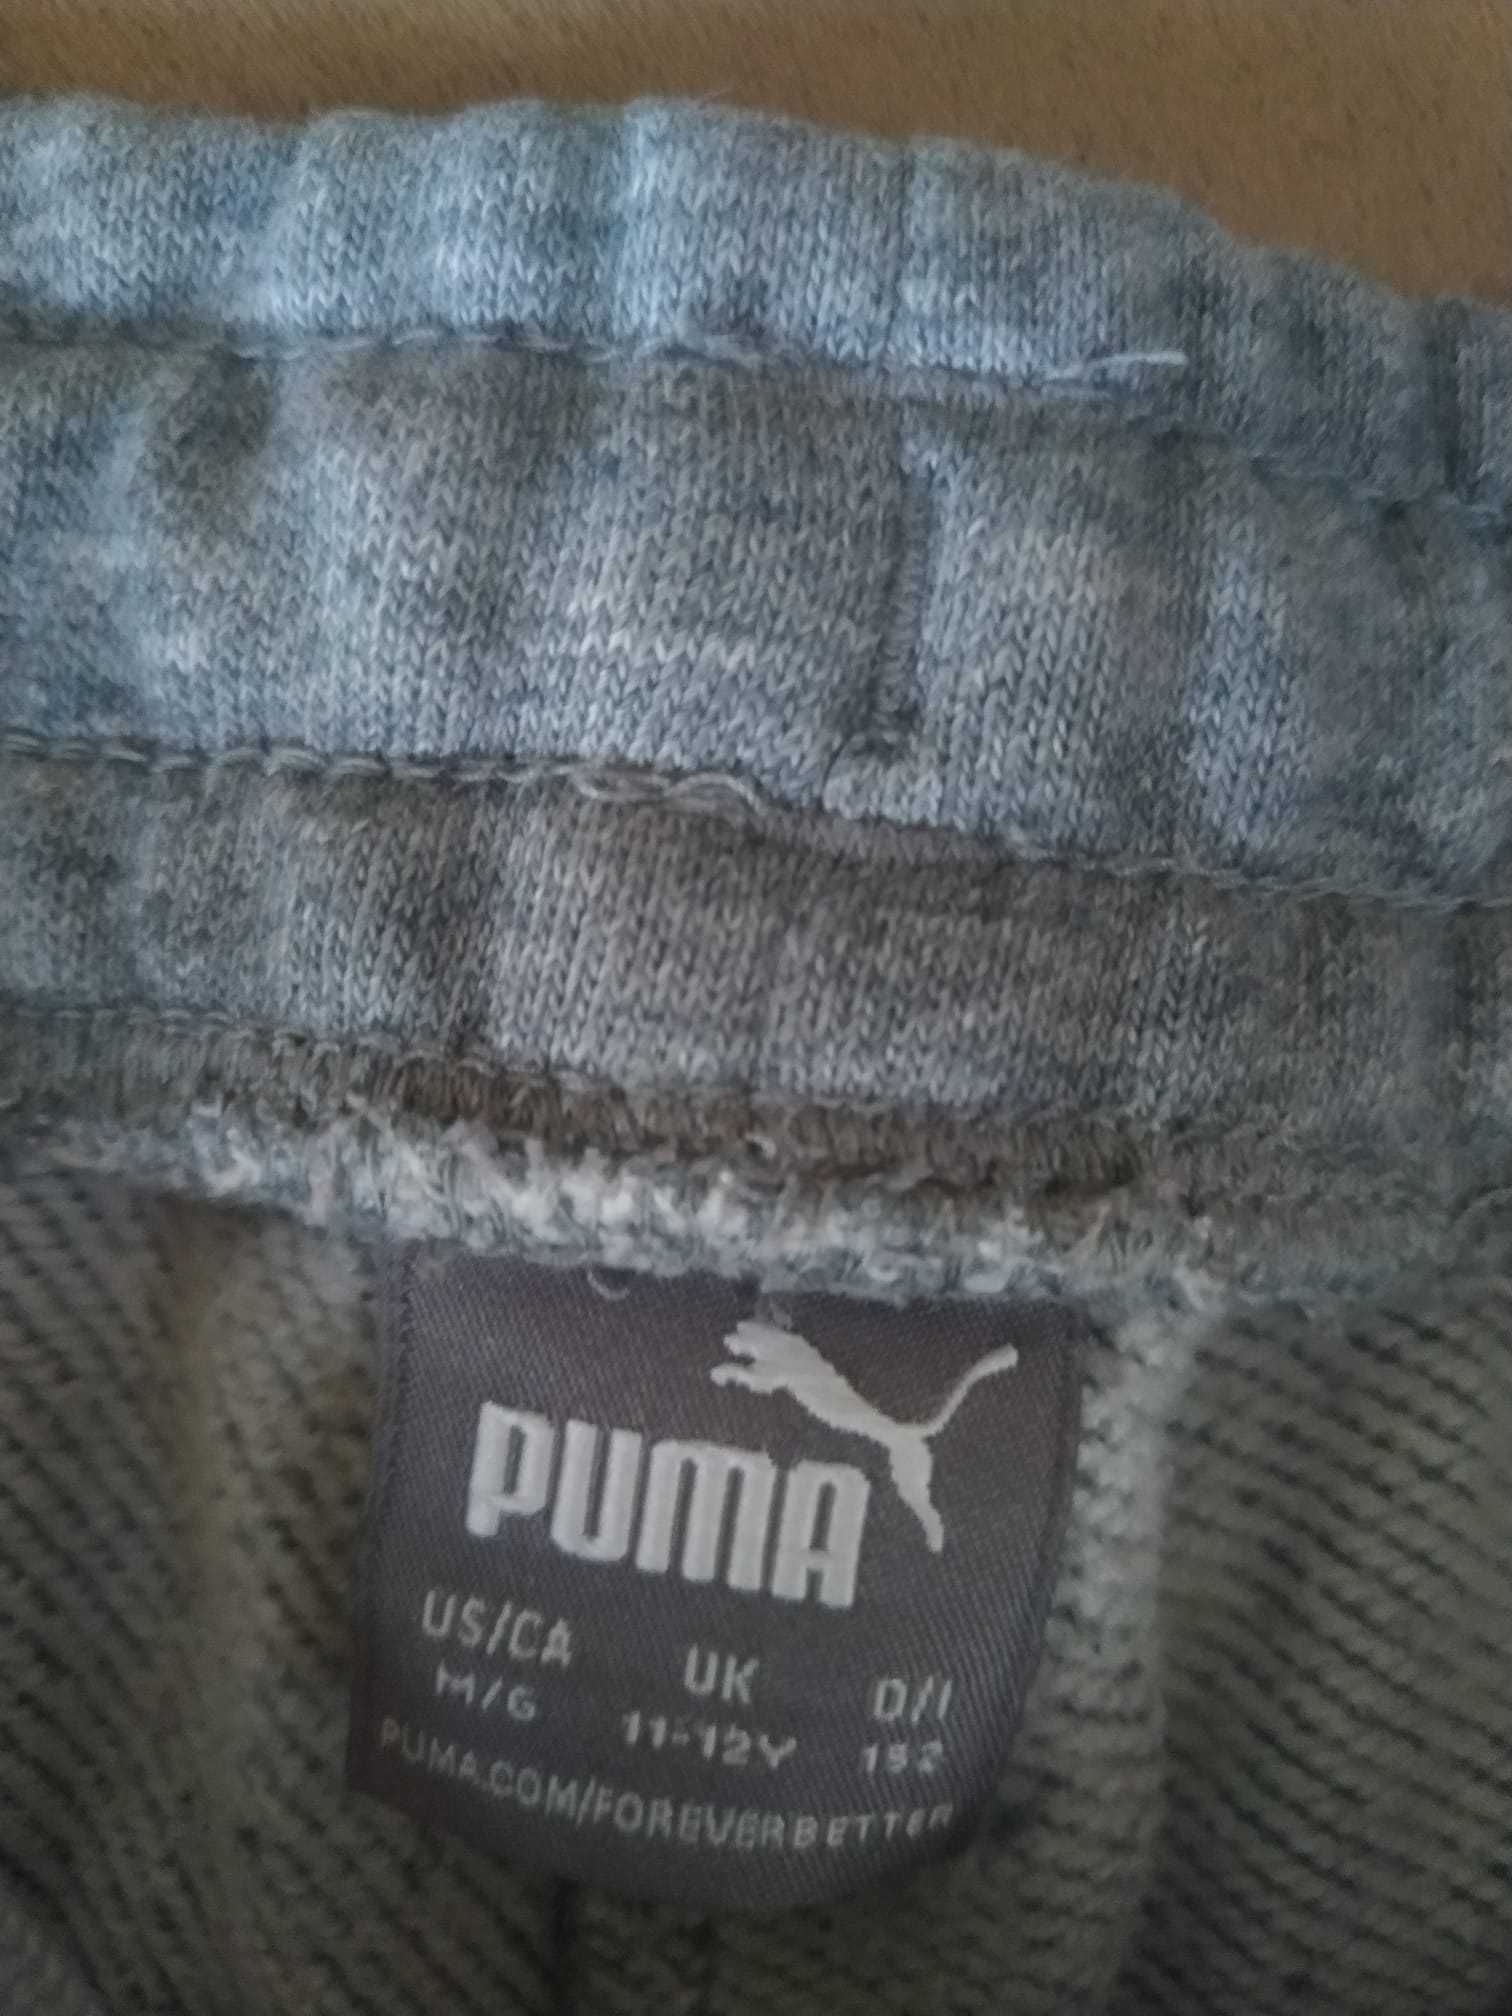 PUMA
US/CA UK D/I
M/G 11-12Y 152
PUMA.COM/FOREVERBETTER